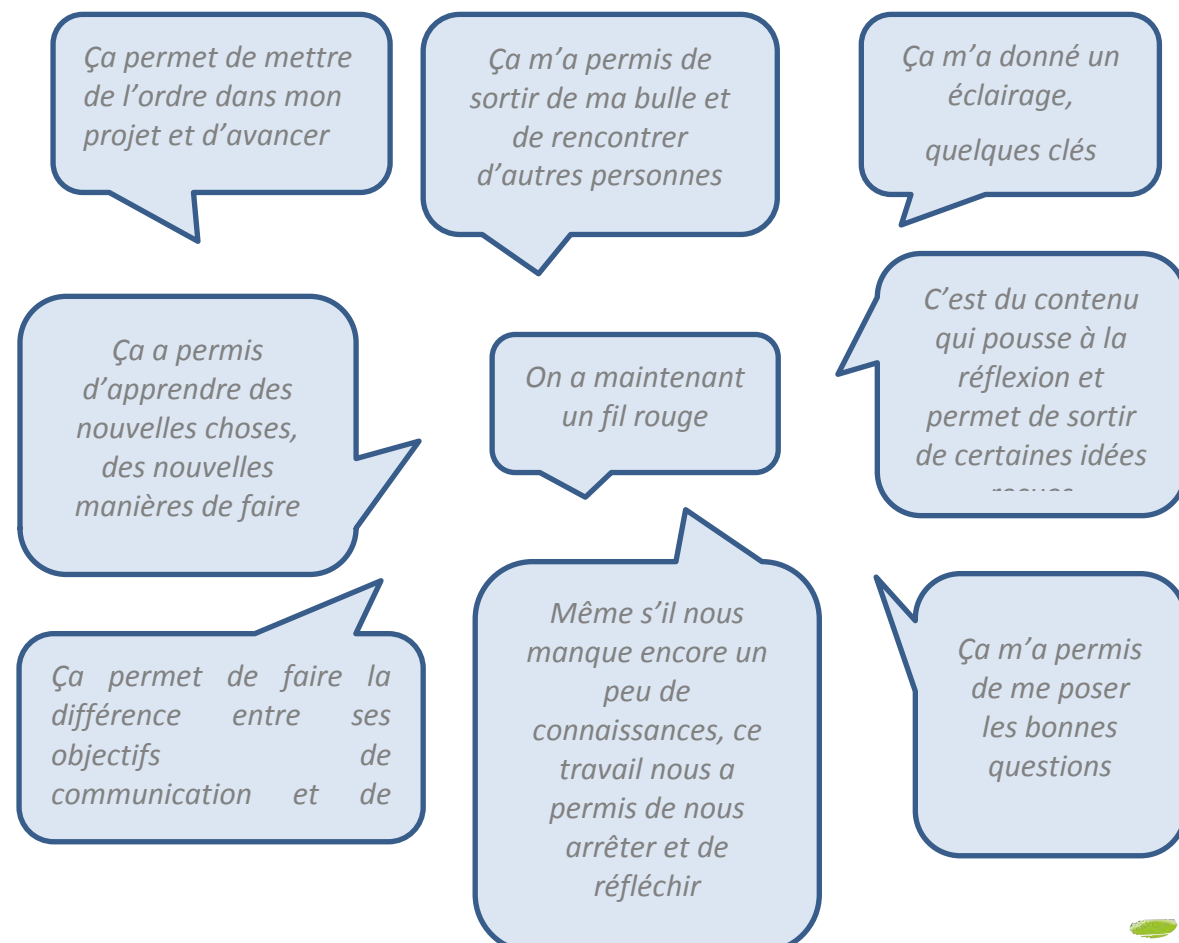 Ça permet de mettre
de l’ordre dans mon
projet et d’avancer
Ça m’a permis de
sortir de ma bulle et
de rencontrer
d’autres personnes
Ça m’a donné un
éclairage,
quelques clés
Ça a permis
d’apprendre des
nouvelles choses,
des nouvelles
manières de faire
On a maintenant
un fil rouge
C’est du contenu
qui pousse à la
réflexion et
permet de sortir
de certaines idées
Ça permet de faire la
différence entre ses
objectifs de
communication et de
Même s’il nous
manque encore un
peu de
connaissances, ce
travail nous a
permis de nous
arrêter et de
réfléchir
Ça m’a permis
de me poser
les bonnes
questions